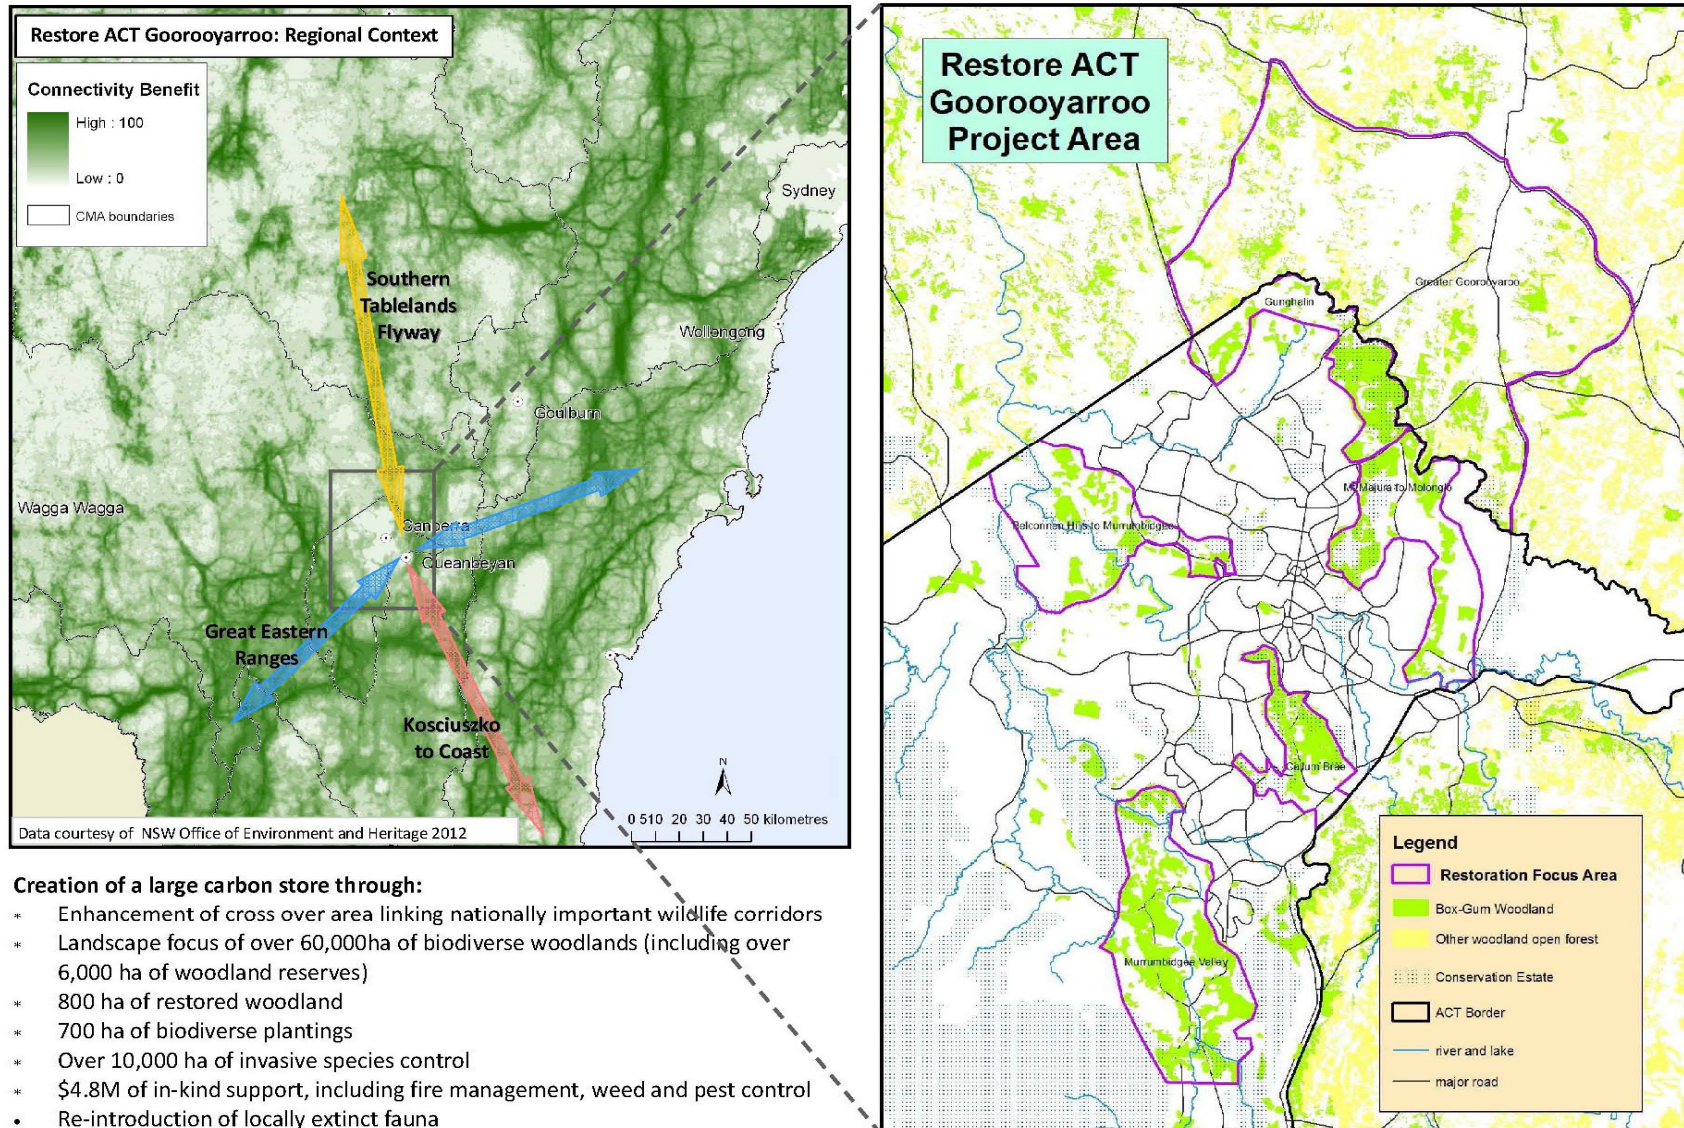 Restore ACT Goorooyarroo: Regional Context
Connectivity Benefit
High : 100
Low : 0
CMA boundaries
Sydney
Southern
Tablelands
Flyway
Wollongong
Goulburn
Wagga Wagga
Canberra
Queanbeyan
Great Eastern
Ranges
Kosciuszko
to Coast
N
0 5 10 20 30 40 50 kilometres
Data courtesy of NSW Office of Environment and Heritage 2012
Creation of a large carbon store through:
* Enhancement of cross over area linking nationally important wildlife corridors
* Landscape focus of over 60,000ha of biodiverse woodlands (including over
6,000 ha of woodland reserves)
* 800 ha of restored woodland
* 700 ha of biodiverse plantings
* Over 10,000 ha of invasive species control
* $4.8M of in-kind support, including fire management, weed and pest control
• Re-introduction of locally extinct fauna
Restore ACT
Goorooyarroo
Project Area
Greater Goorooyaroo
Gunghalin
Mt Majura to Molonglo
Belconnen Hills to Murrumbidgee
Callum Brae
Murrumbidgee Valley
Legend
Restoration Focus Area
Box-Gum Woodland
Other woodland open forest
Conservation Estate
ACT Border
river and lake
major road